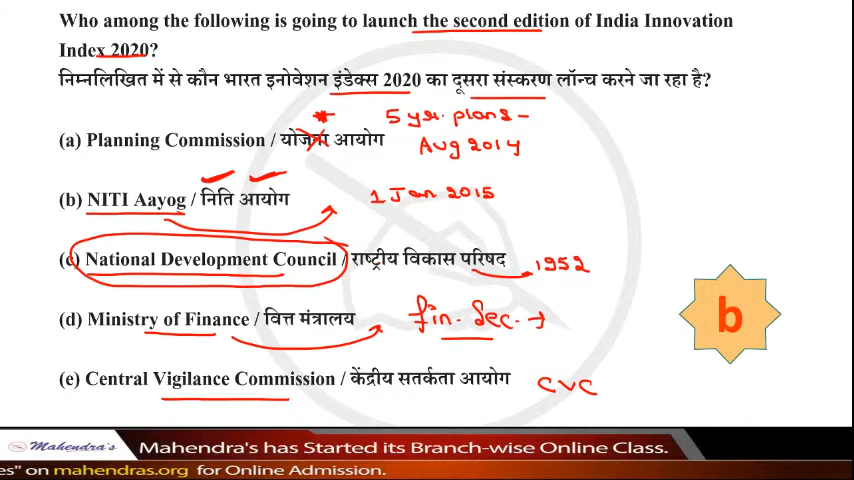 Who among the following is going to launch the second edition of India Innovation
Index 2020?
निम्नलिखित में से कौन भारत इनोवेशन इंडेक्स 2020 का दूसरा संस्करण लॉन्च करने जा रहा है?
5 yr. plans -
(a) Planning Commission / योजना आयोग
Aug 2014
(b) NITI Aayog / निति आयोग
1 Jan 2015
(c) National Development Council / राष्ट्रीय विकास परिषद
1952
(d) Ministry of Finance / वित्त मंत्रालय
fin. Sec. →
b
(e) Central Vigilance Commission / केंद्रीय सतर्कता आयोग
CVC
Mahendra's
Mahendra's has Started its Branch-wise Online Class.
es" on mahendras.org for Online Admission.